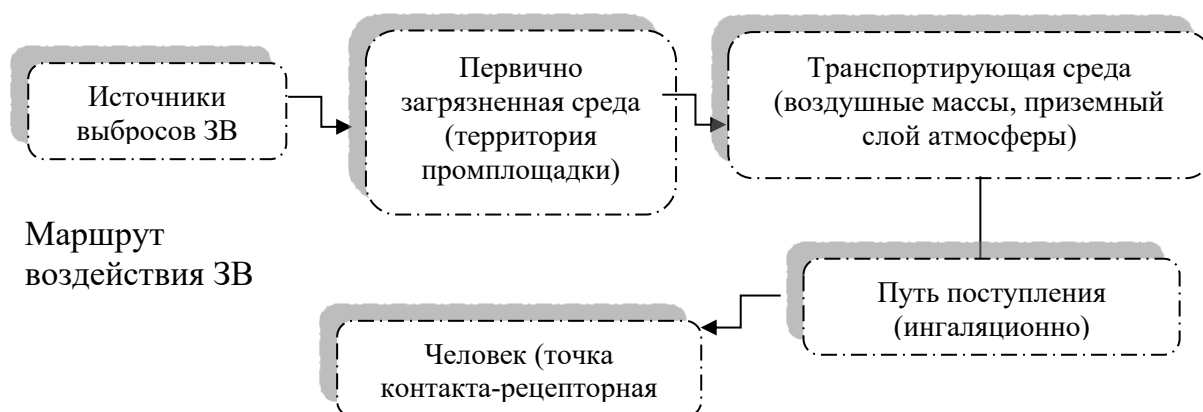 Источники
выбросов ЗВ
Первично
загрязненная среда
(территория
промплощадки)
Транспортирующая среда
(воздушные массы, приземный
слой атмосферы)
Маршрут
воздействия ЗВ
Путь поступления
(ингаляционно)
Человек (точка
контакта-рецепторная